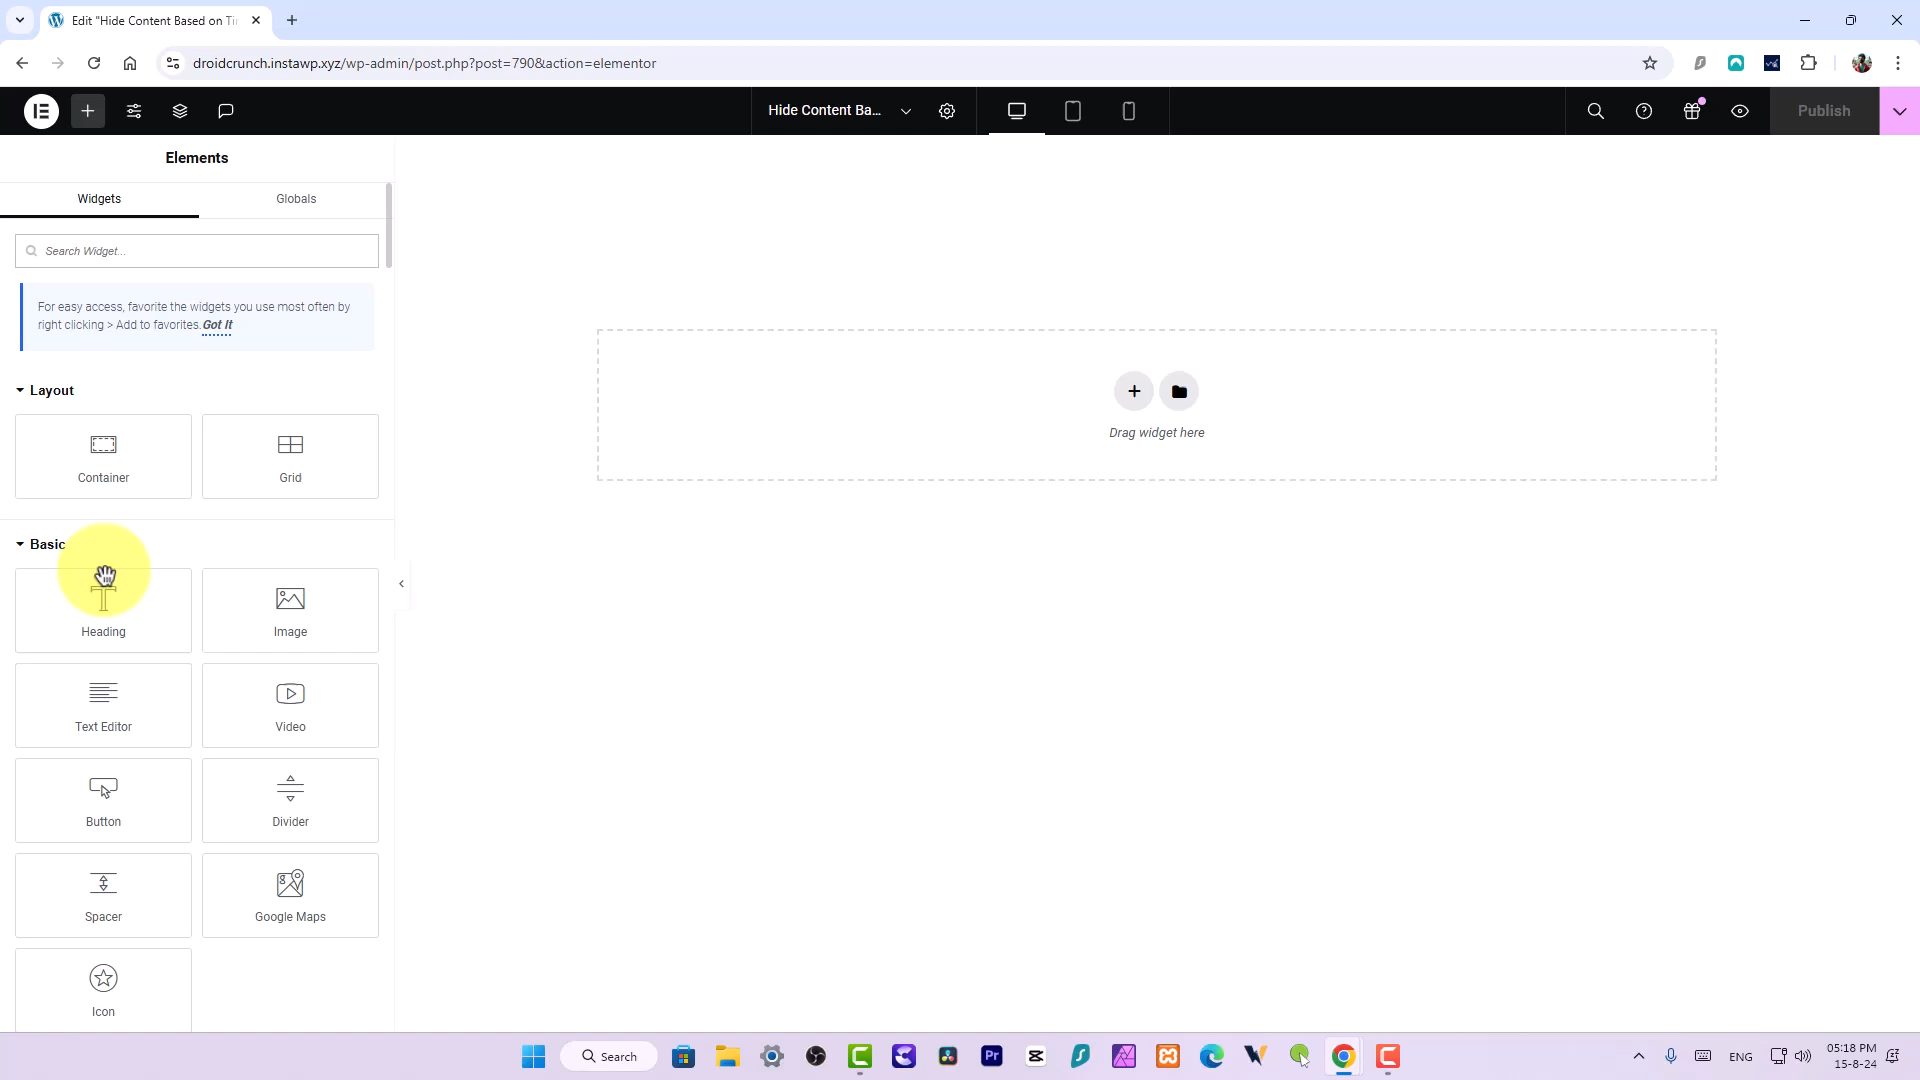 Edit "Hide Content Based on Ti
droidcrunch.instawp.xyz/wp-admin/post.php?post=790&action=elementor
Hide Content Ba...
Publish
Elements
Widgets
Globals
Search Widget...
For easy access, favorite the widgets you use most often by
right clicking > Add to favorites. Got It
Layout
Container
Grid
Basic
Heading
Image
Text Editor
Video
Button
Divider
Spacer
Google Maps
Icon
Drag widget here
Search
Pr
ENG
05:18 PM
15-8-24